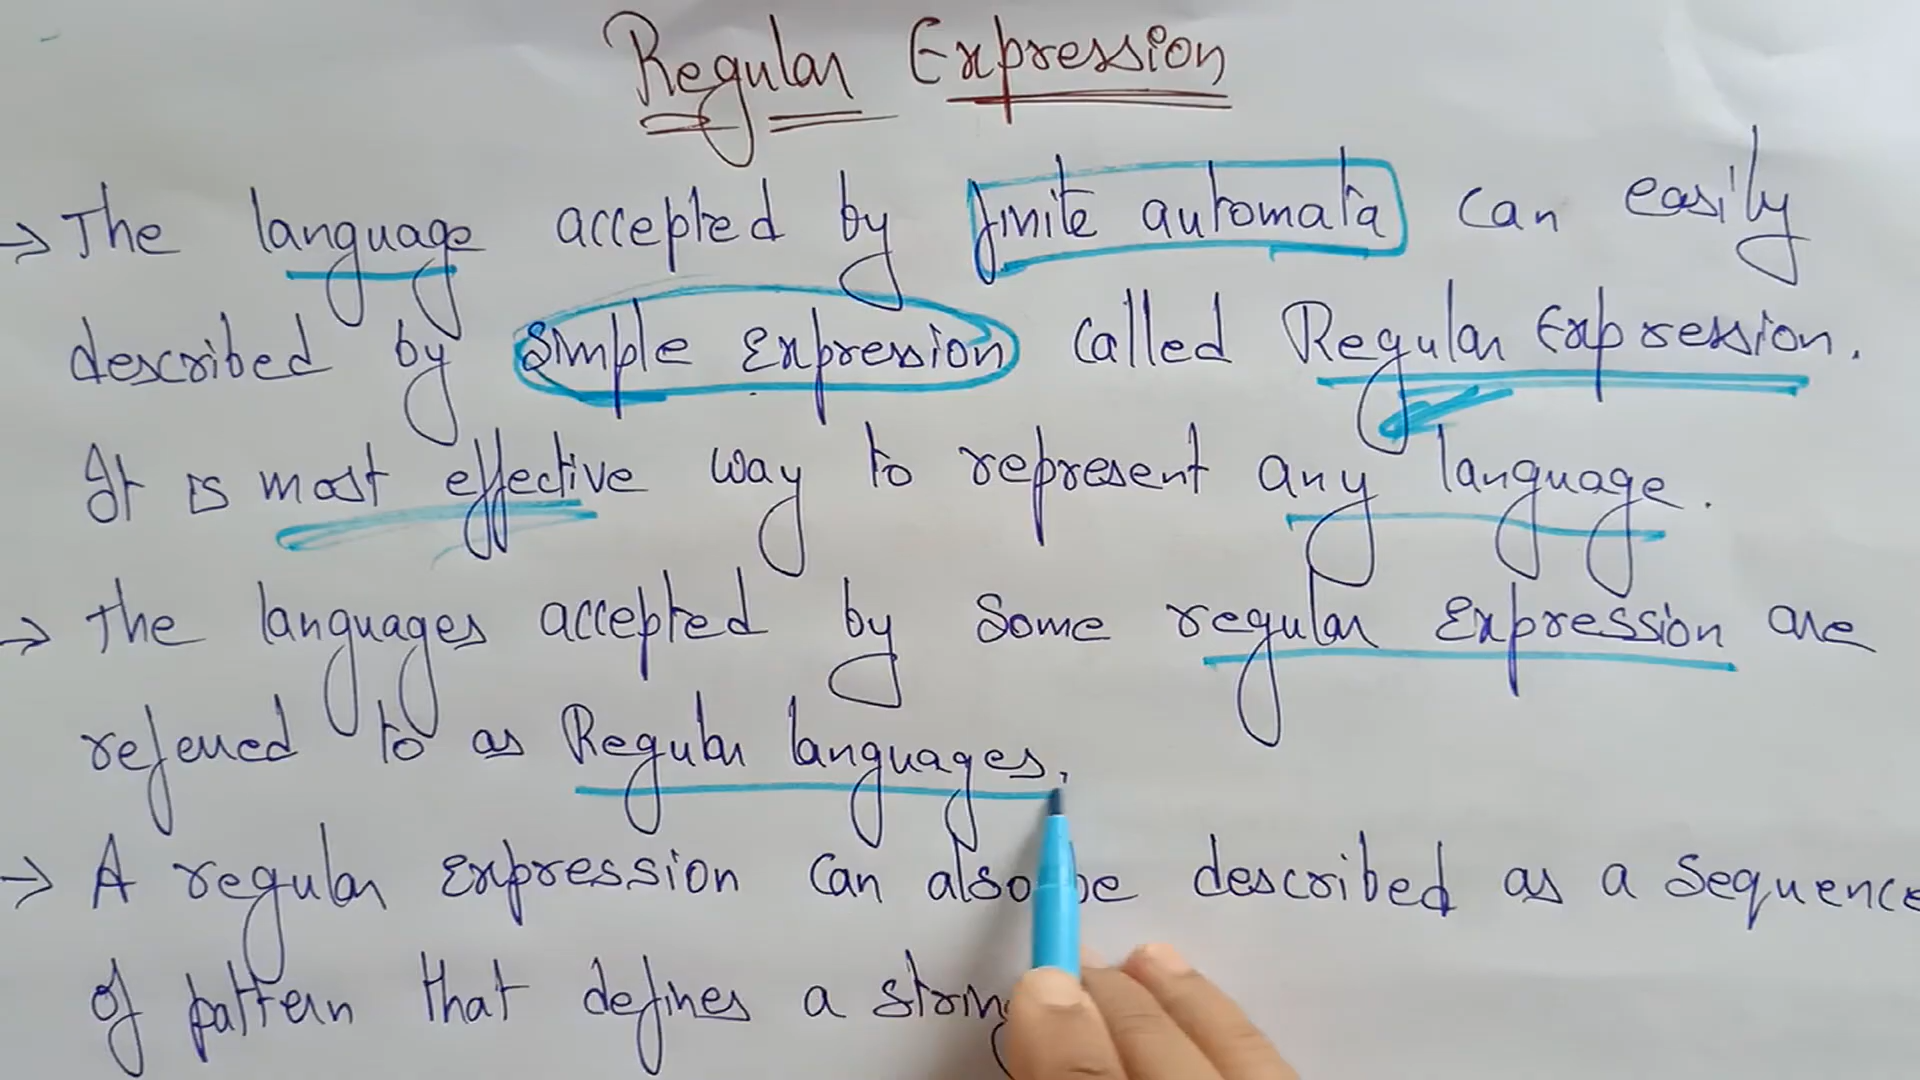 Regular Expression
→ The language accepted by finite automata can easily
described by Simple Expression called Regular Expression.
It is most effective way to represent any language.
→ The languages accepted by Some regular Expression are
referred to as Regular languages.
→ A regular Expression Can also be described as a Sequence
of pattern that defines a string